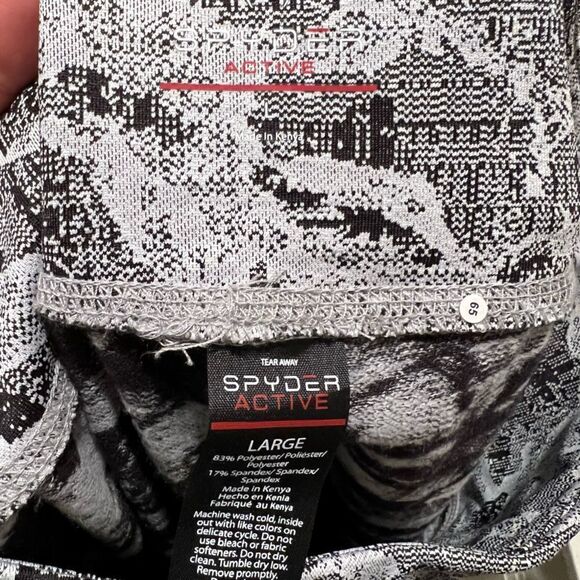 SPYDER
ACTIVE
Made in Kenya
65
TEAR AWAY
SPYDER
ACTIVE
LARGE
83% Polyester/ Poliéster/
Polyester
17% Spandex/ Spandex/
Spandex
Made in Kenya
Hecho en Kenia
Fabriqué au Kenya
Machine wash cold, inside
out with like colors on
delicate cycle. Do not
use bleach or fabric
softeners. Do not dry
clean. Tumble dry low.
Remove promptly.